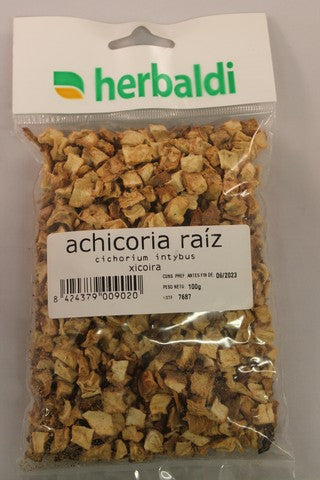 herbaldi
achicoria raíz
cichorium intybus
xicoira
CONS PREF ANTES FIN DE: 06/2023
PESO NETO: 100g
LOTE 7687
8 424379 009020